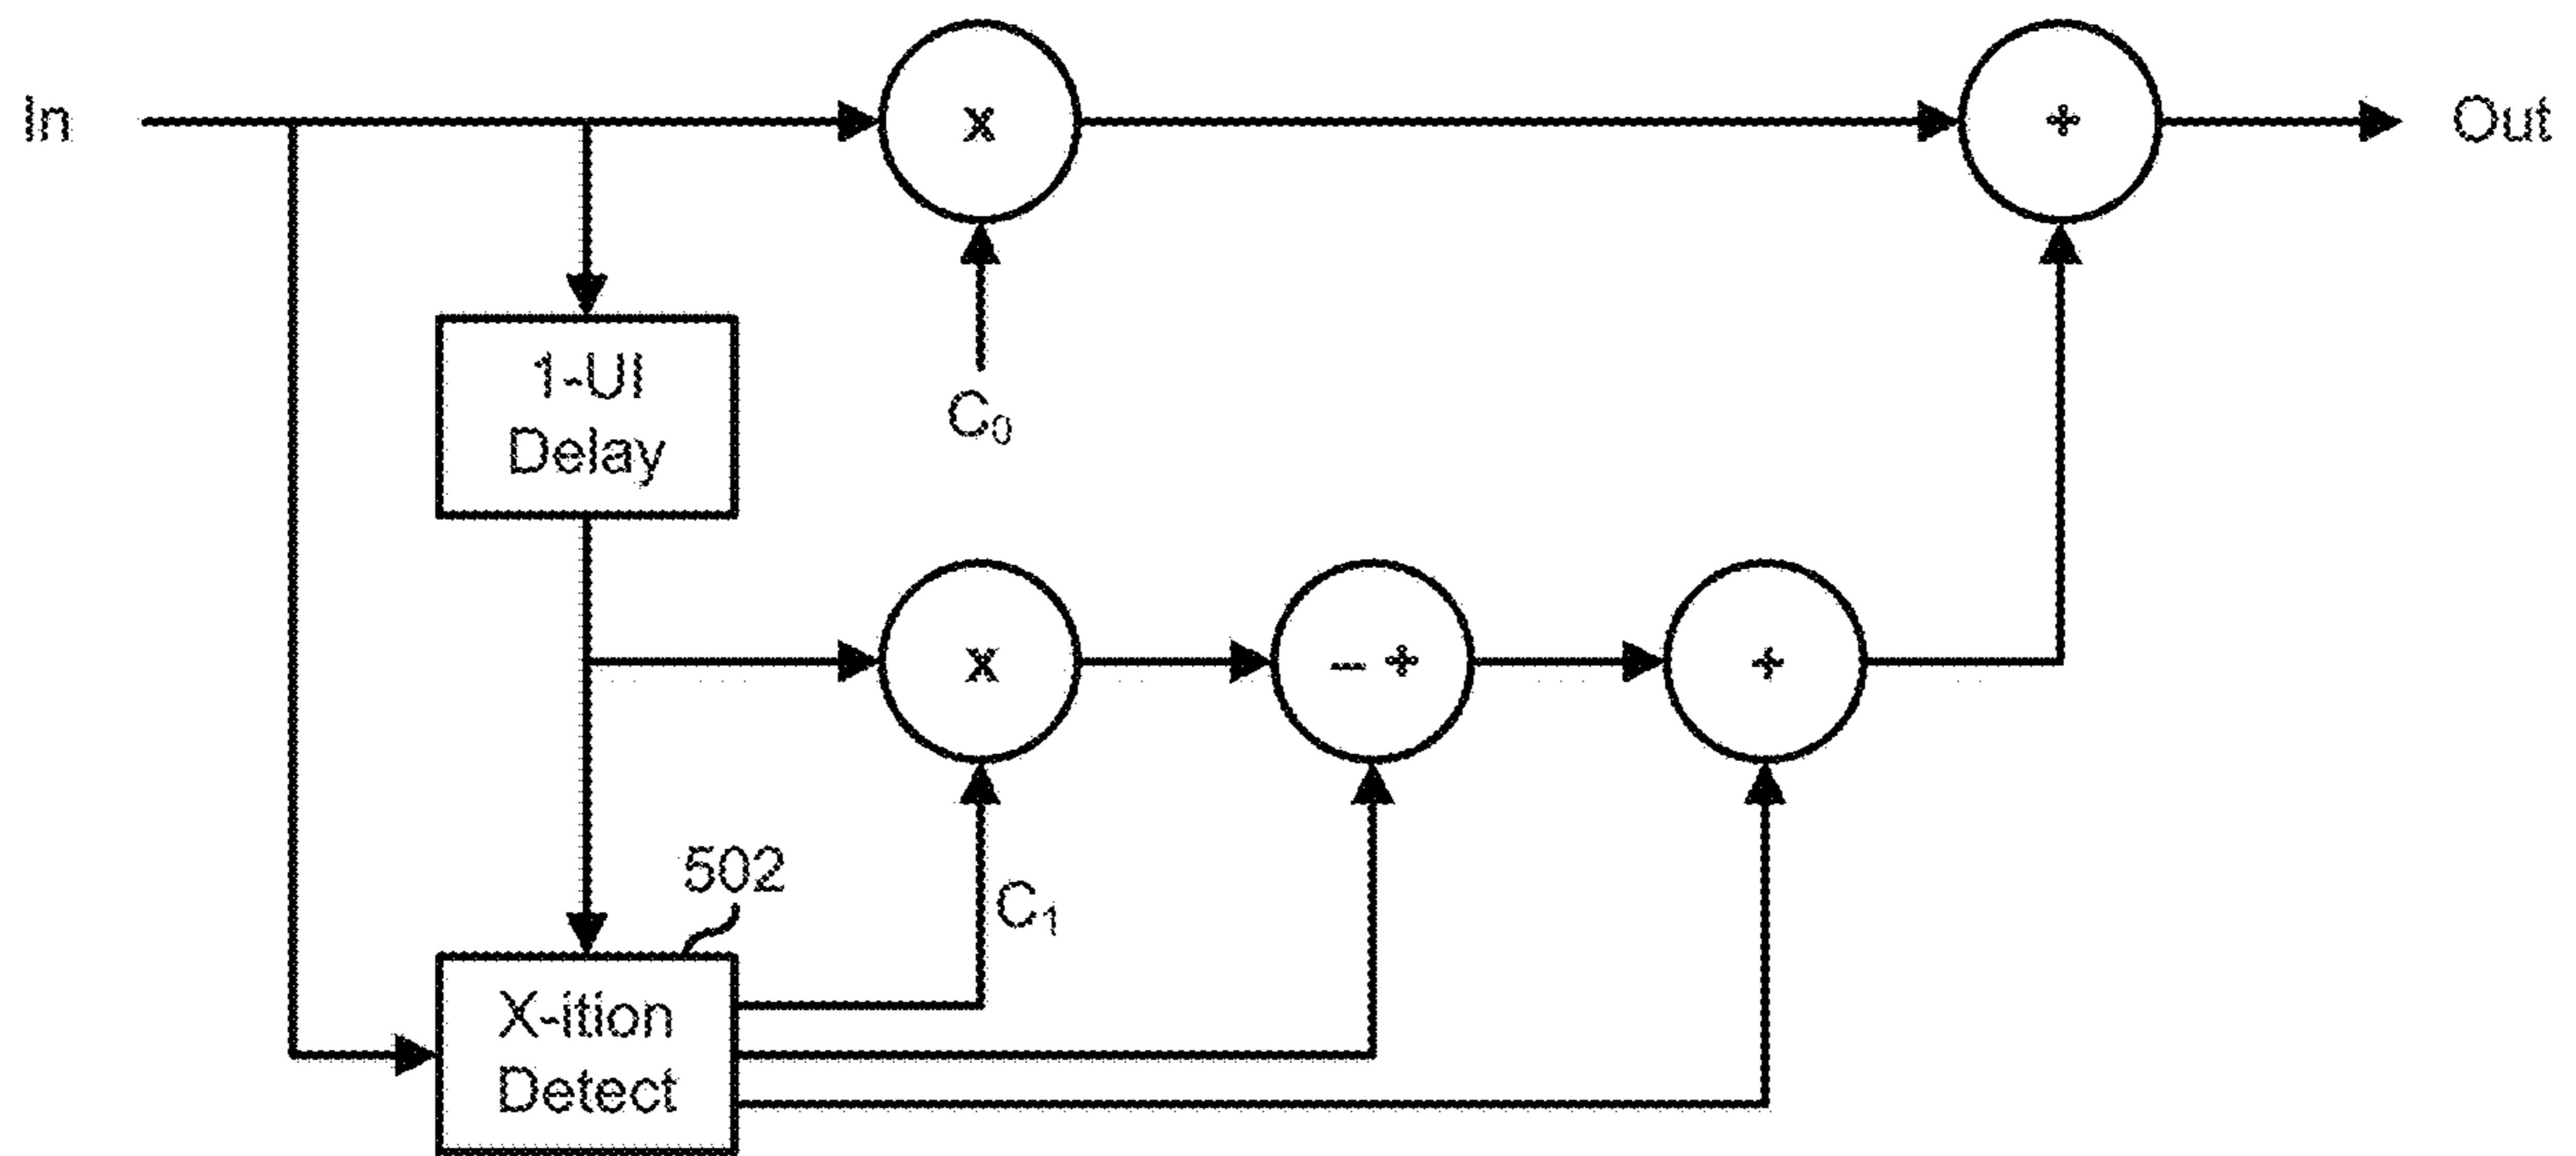 In
x
+
Out
1-UI
Delay
C₀
x
– +
+
502
C₁
X-ition
Detect